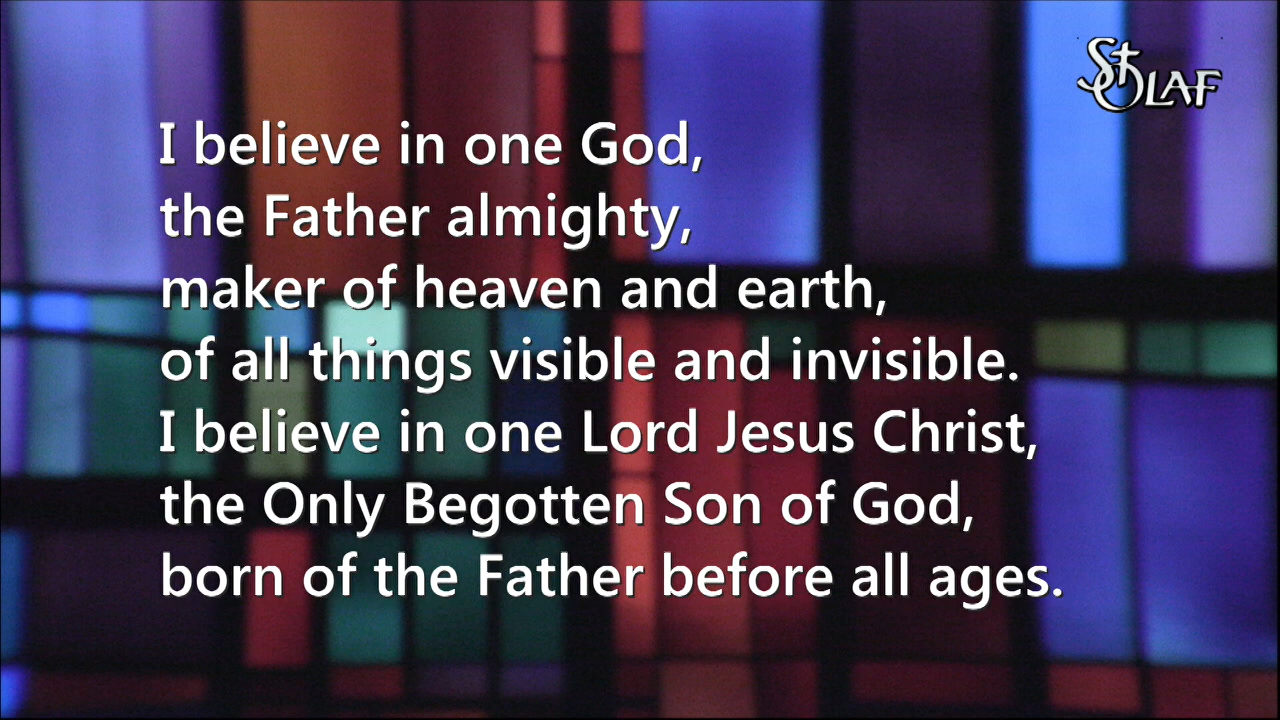 St OLAF
I believe in one God,
the Father almighty,
maker of heaven and earth,
of all things visible and invisible.
I believe in one Lord Jesus Christ,
the Only Begotten Son of God,
born of the Father before all ages.